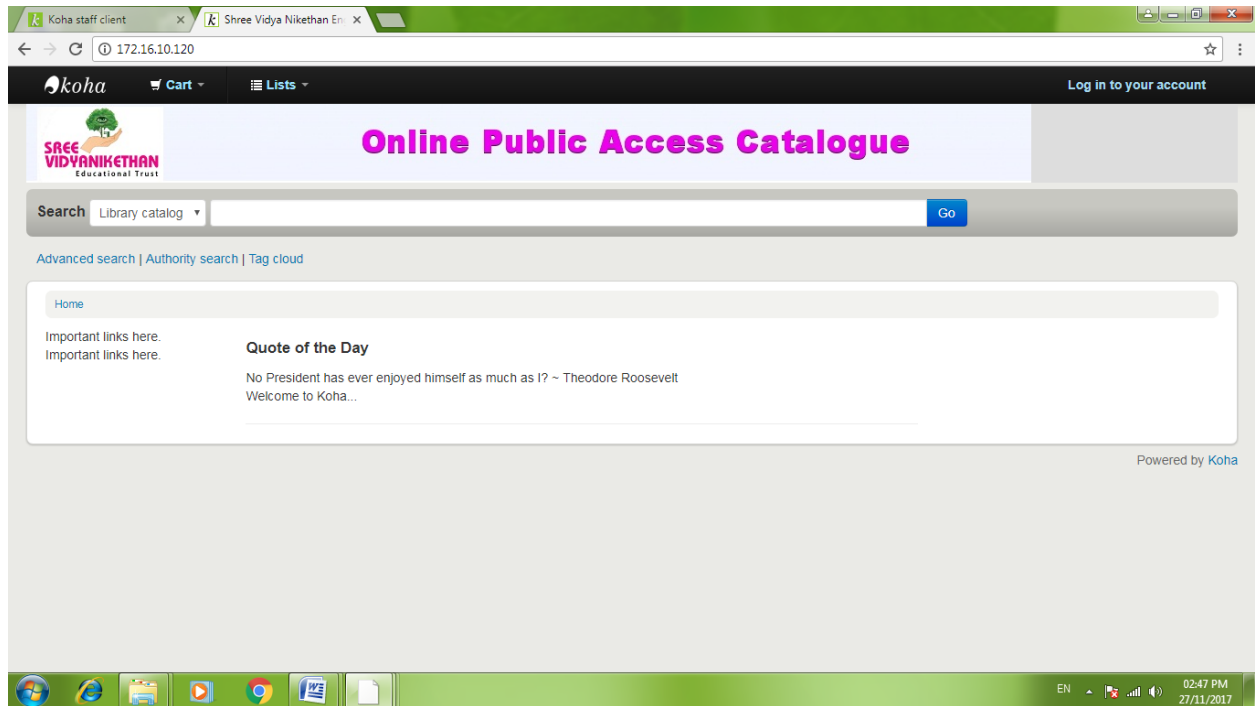 Koha staff client
Shree Vidya Nikethan En
172.16.10.120
koha Cart Lists Log in to your account
SREE
VIDYANIKETHAN
Educational Trust
Online Public Access Catalogue
Search Library catalog Go
Advanced search | Authority search | Tag cloud
Home
Important links here.
Important links here.
Quote of the Day
No President has ever enjoyed himself as much as I? ~ Theodore Roosevelt
Welcome to Koha...
Powered by Koha
EN 02:47 PM
27/11/2017